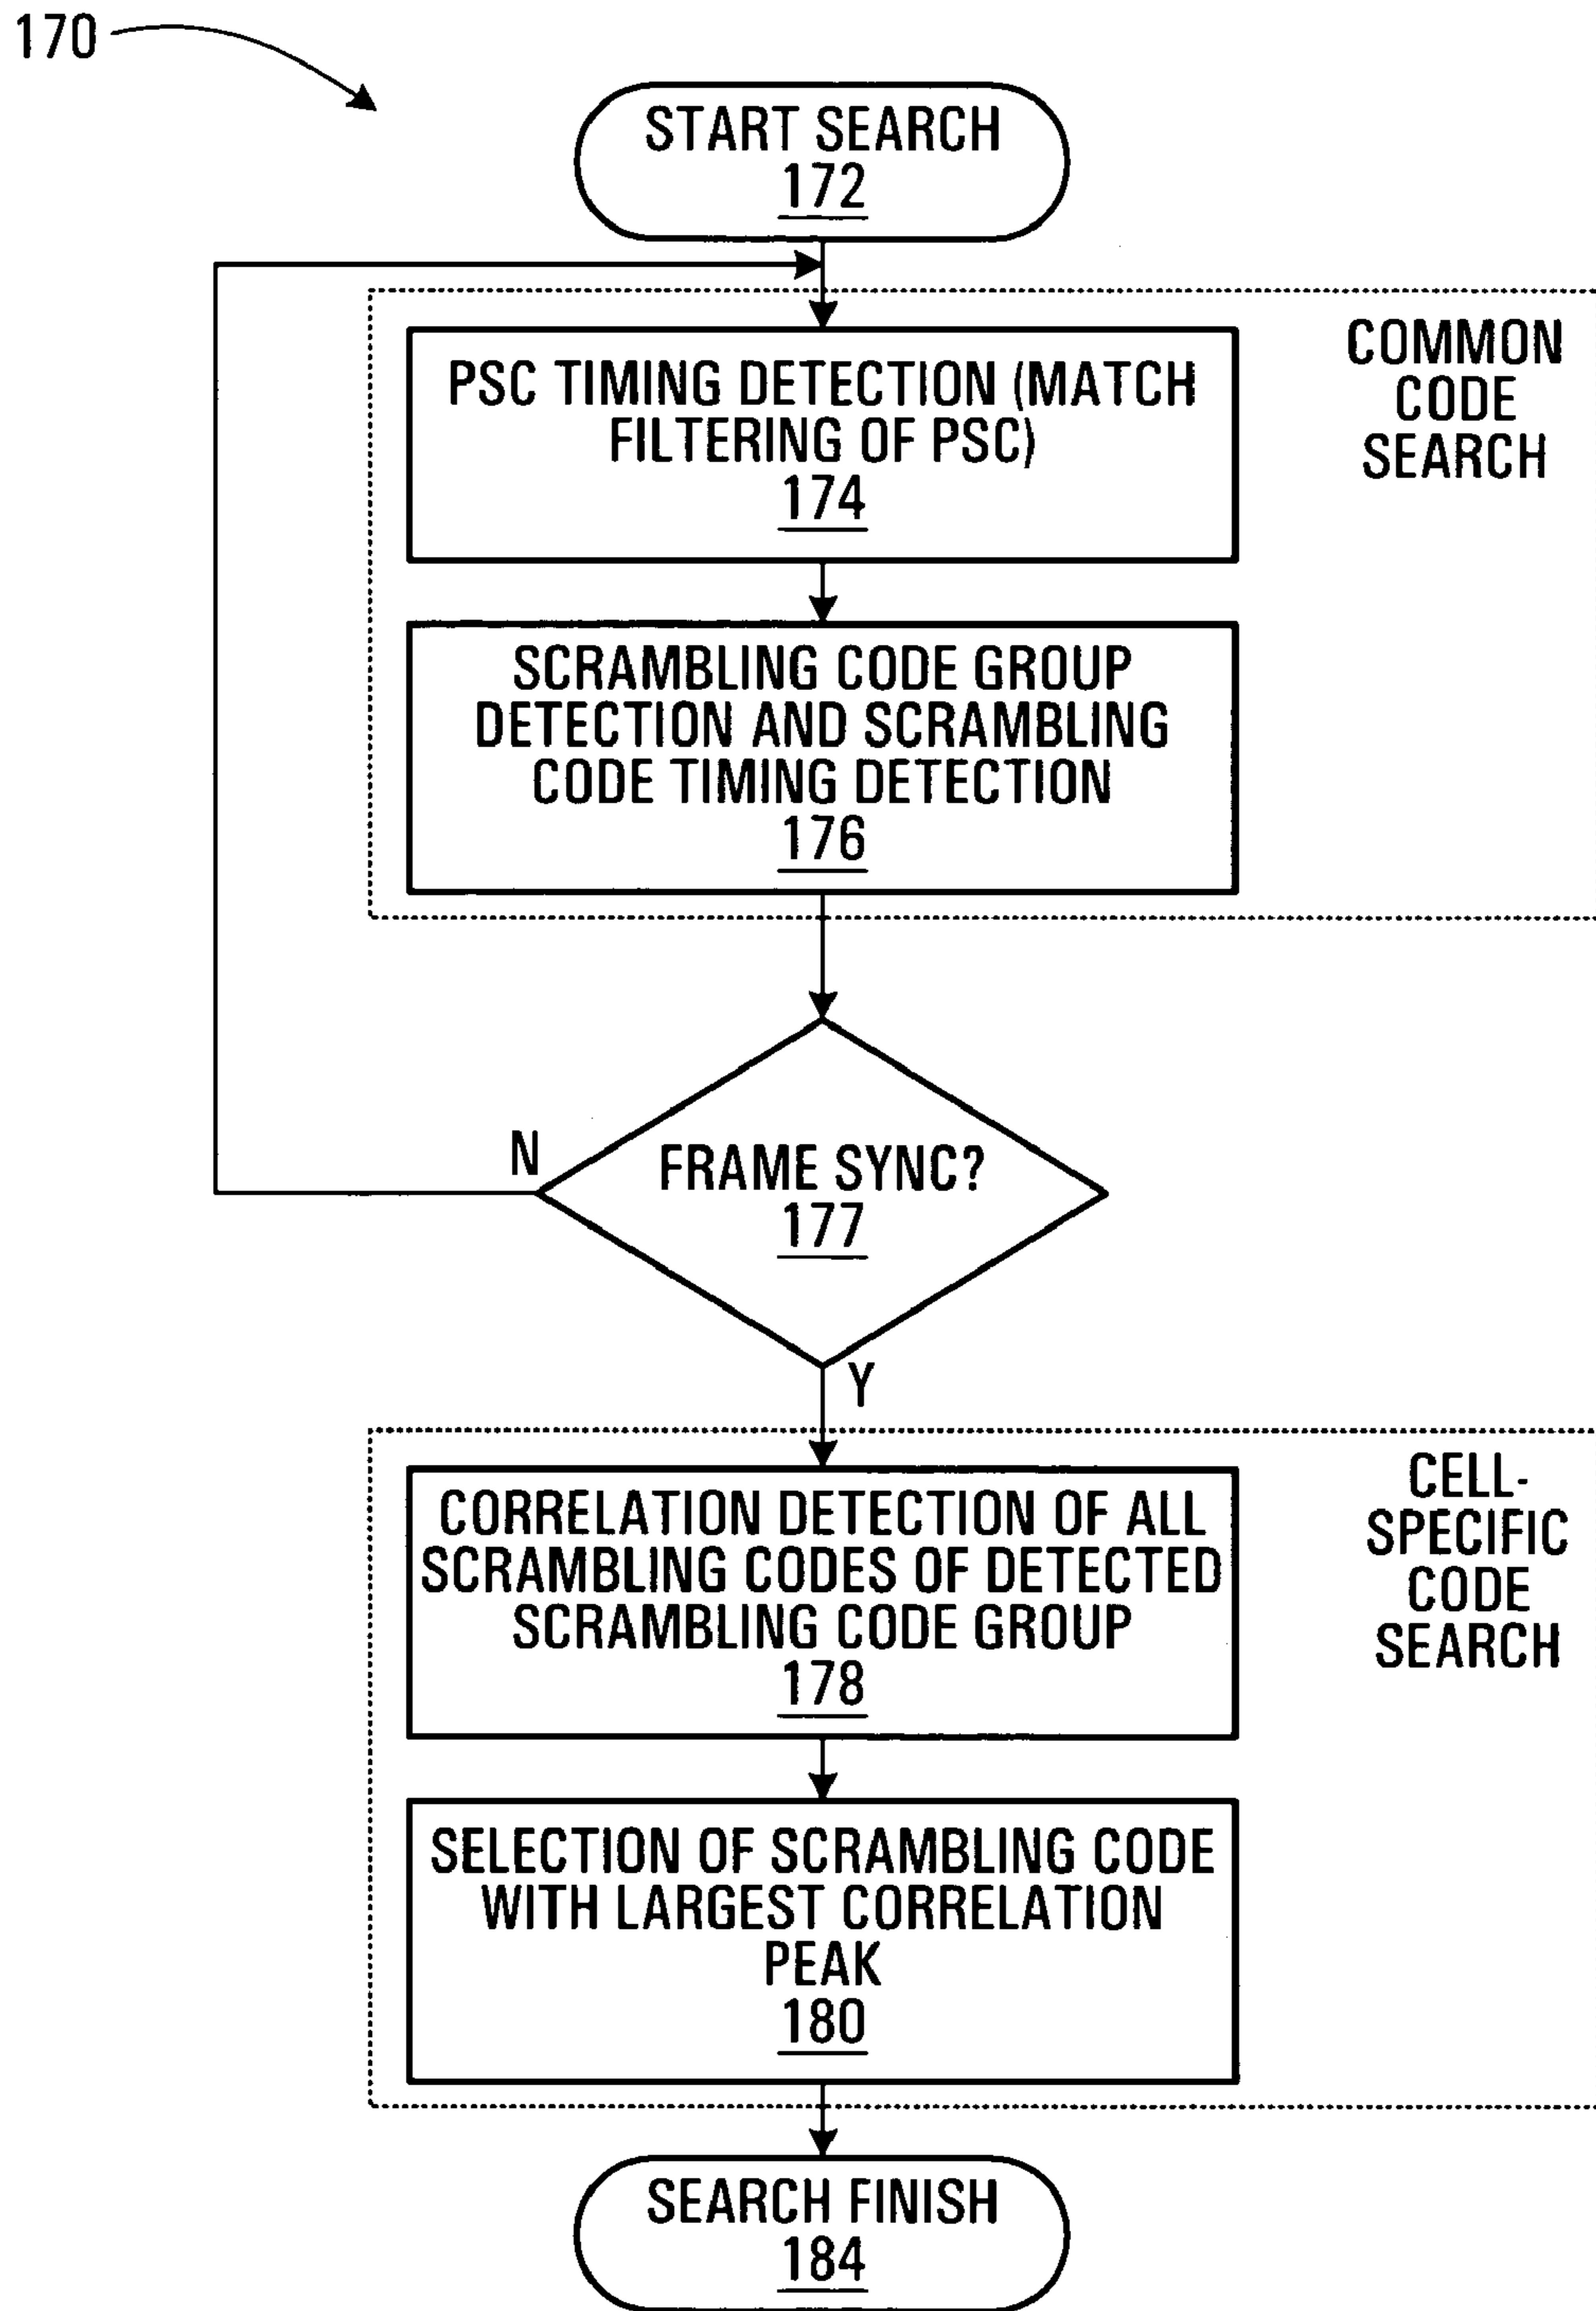 170
START SEARCH
172
PSC TIMING DETECTION (MATCH
FILTERING OF PSC)
174
COMMON
CODE
SEARCH
SCRAMBLING CODE GROUP
DETECTION AND SCRAMBLING
CODE TIMING DETECTION
176
N
FRAME SYNC?
177
Y
CORRELATION DETECTION OF ALL
SCRAMBLING CODES OF DETECTED
SCRAMBLING CODE GROUP
178
CELL-
SPECIFIC
CODE
SEARCH
SELECTION OF SCRAMBLING CODE
WITH LARGEST CORRELATION
PEAK
180
SEARCH FINISH
184